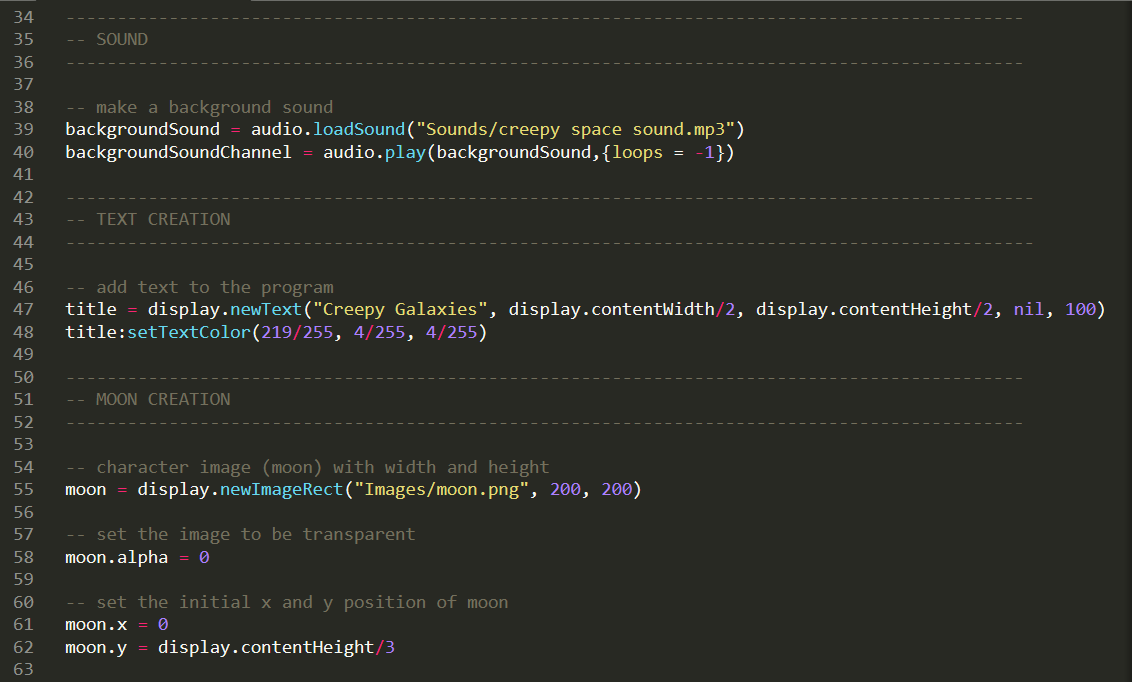 34 ---------------------------------------------------------------------------------------------
35 -- SOUND
36 ---------------------------------------------------------------------------------------------
37
38 -- make a background sound
39 backgroundSound = audio.loadSound("Sounds/creepy space sound.mp3")
40 backgroundSoundChannel = audio.play(backgroundSound,{loops = -1})
41
42 ----------------------------------------------------------------------------------------------
43 -- TEXT CREATION
44 ----------------------------------------------------------------------------------------------
45
46 -- add text to the program
47 title = display.newText("Creepy Galaxies", display.contentWidth/2, display.contentHeight/2, nil, 100)
48 title:setTextColor(219/255, 4/255, 4/255)
49
50 ---------------------------------------------------------------------------------------------
51 -- MOON CREATION
52 ---------------------------------------------------------------------------------------------
53
54 -- character image (moon) with width and height
55 moon = display.newImageRect("Images/moon.png", 200, 200)
56
57 -- set the image to be transparent
58 moon.alpha = 0
59
60 -- set the initial x and y position of moon
61 moon.x = 0
62 moon.y = display.contentHeight/3
63